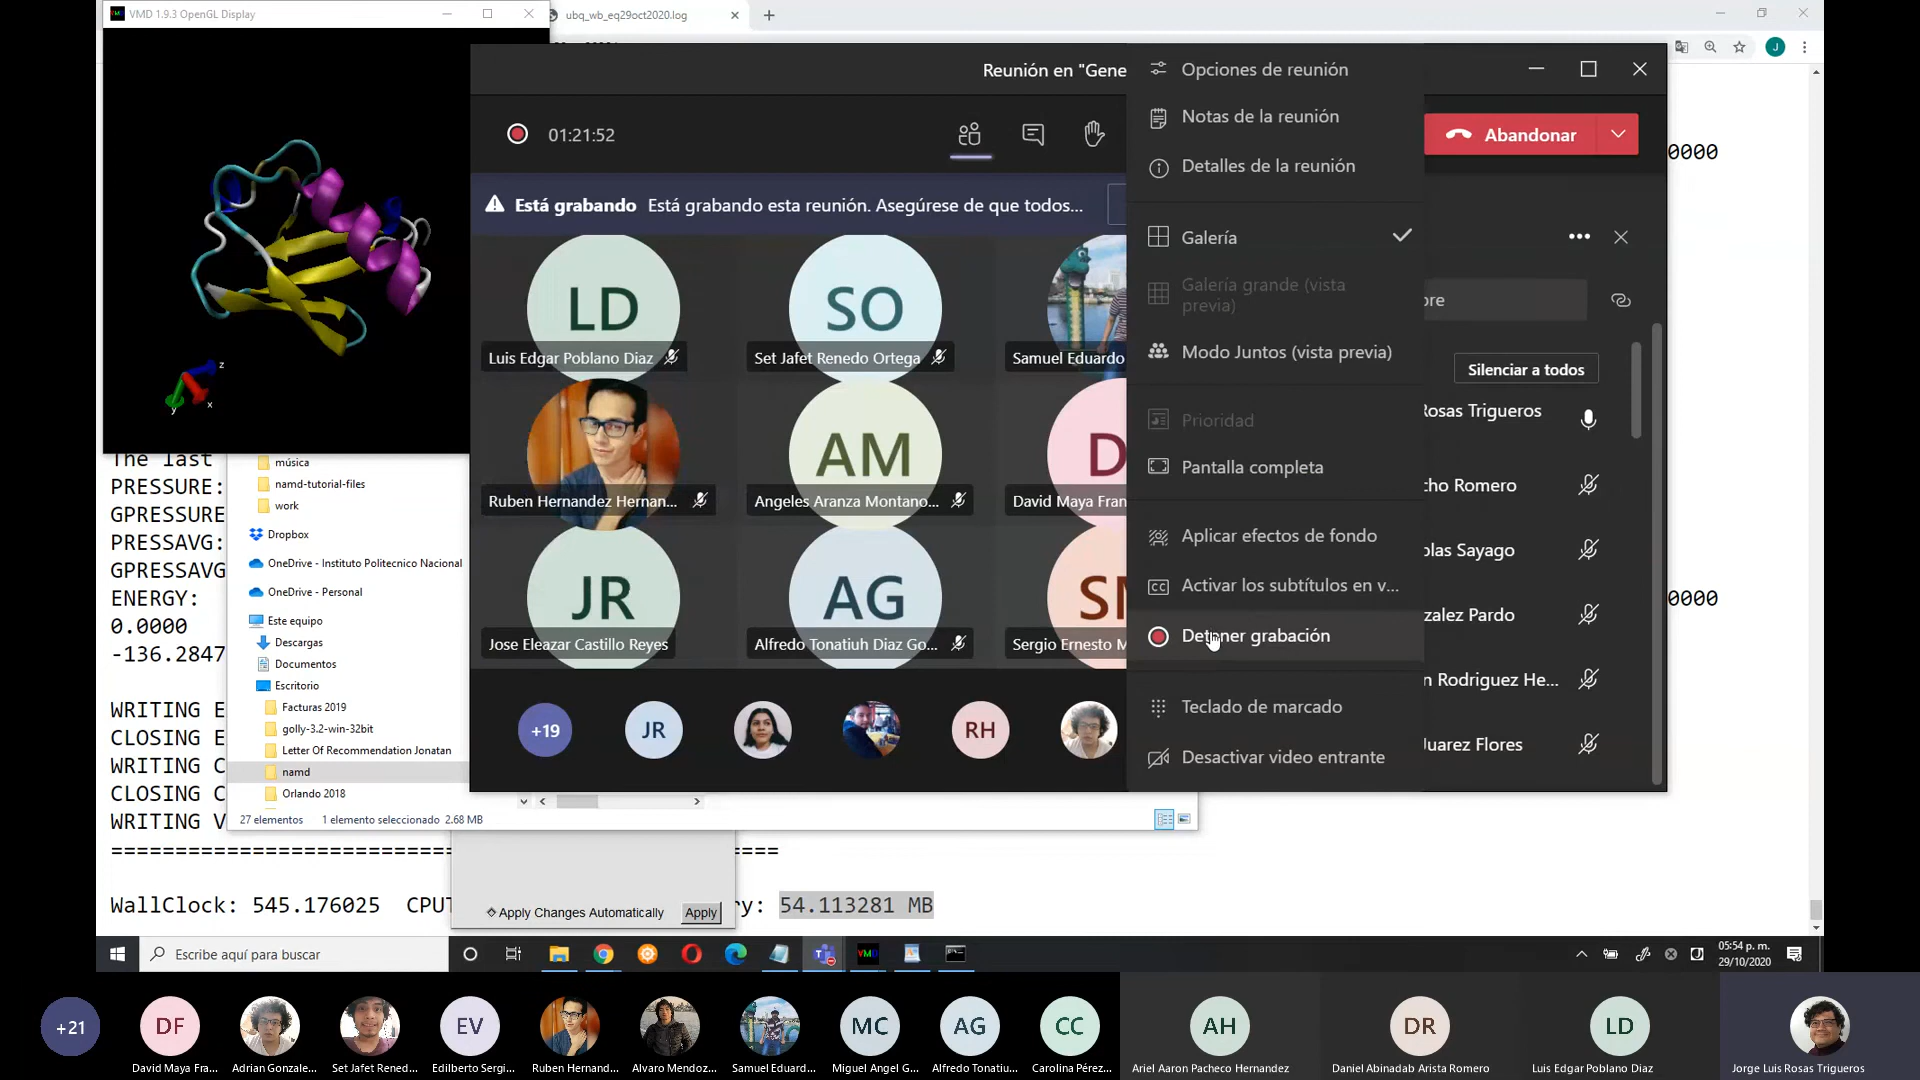 VMD 1.9.3 OpenGL Display
ubq_wb_eq29oct2020.log
J
Reunión en "Gene
Opciones de reunión
01:21:52
Notas de la reunión
Abandonar
0000
Detalles de la reunión
Está grabando Está grabando esta reunión. Asegúrese de que todos...
Galería
Galería grande (vista
previa)
bre
LD
SO
Luis Edgar Poblano Diaz
Set Jafet Renedo Ortega
Samuel Eduardo
Modo Juntos (vista previa)
Silenciar a todos
z
x
y
Rosas Trigueros
Prioridad
AM
D
Pantalla completa
cho Romero
Ruben Hernandez Hernan...
Angeles Aranza Montano...
David Maya Fran
The last
música
PRESSURE:
namd-tutorial-files
GPRESSURE
work
PRESSAVG:
Dropbox
GPRESSAVG
OneDrive - Instituto Politecnico Nacional
ENERGY:
OneDrive - Personal
0.0000
Este equipo
-136.2847
Descargas
Documentos
Escritorio
Aplicar efectos de fondo
olas Sayago
JR
AG
SM
Activar los subtítulos en v...
0000
zalez Pardo
Detener grabación
Jose Eleazar Castillo Reyes
Alfredo Tonatiuh Diaz Go...
Sergio Ernesto M
n Rodriguez He...
WRITING E
Facturas 2019
CLOSING E
golly-3.2-win-32bit
WRITING C
Letter Of Recommendation Jonatan
CLOSING C
namd
WRITING V
Orlando 2018
+19
JR
RH
Teclado de marcado
Juarez Flores
Desactivar video entrante
27 elementos
1 elemento seleccionado 2.68 MB
WallClock: 545.176025 CPUT
ry: 54.113281 MB
Apply Changes Automatically
Apply
Escribe aquí para buscar
VMD
05:54 p. m.
29/10/2020
+21
DF
EV
MC
AG
CC
AH
DR
LD
David Maya Fra...
Adrian Gonzale...
Set Jafet Rened...
Edilberto Sergi...
Ruben Hernand...
Alvaro Mendoz...
Samuel Eduard...
Miguel Angel G...
Alfredo Tonatiu...
Carolina Pérez...
Ariel Aaron Pacheco Hernandez
Daniel Abinadab Arista Romero
Luis Edgar Poblano Diaz
Jorge Luis Rosas Trigueros